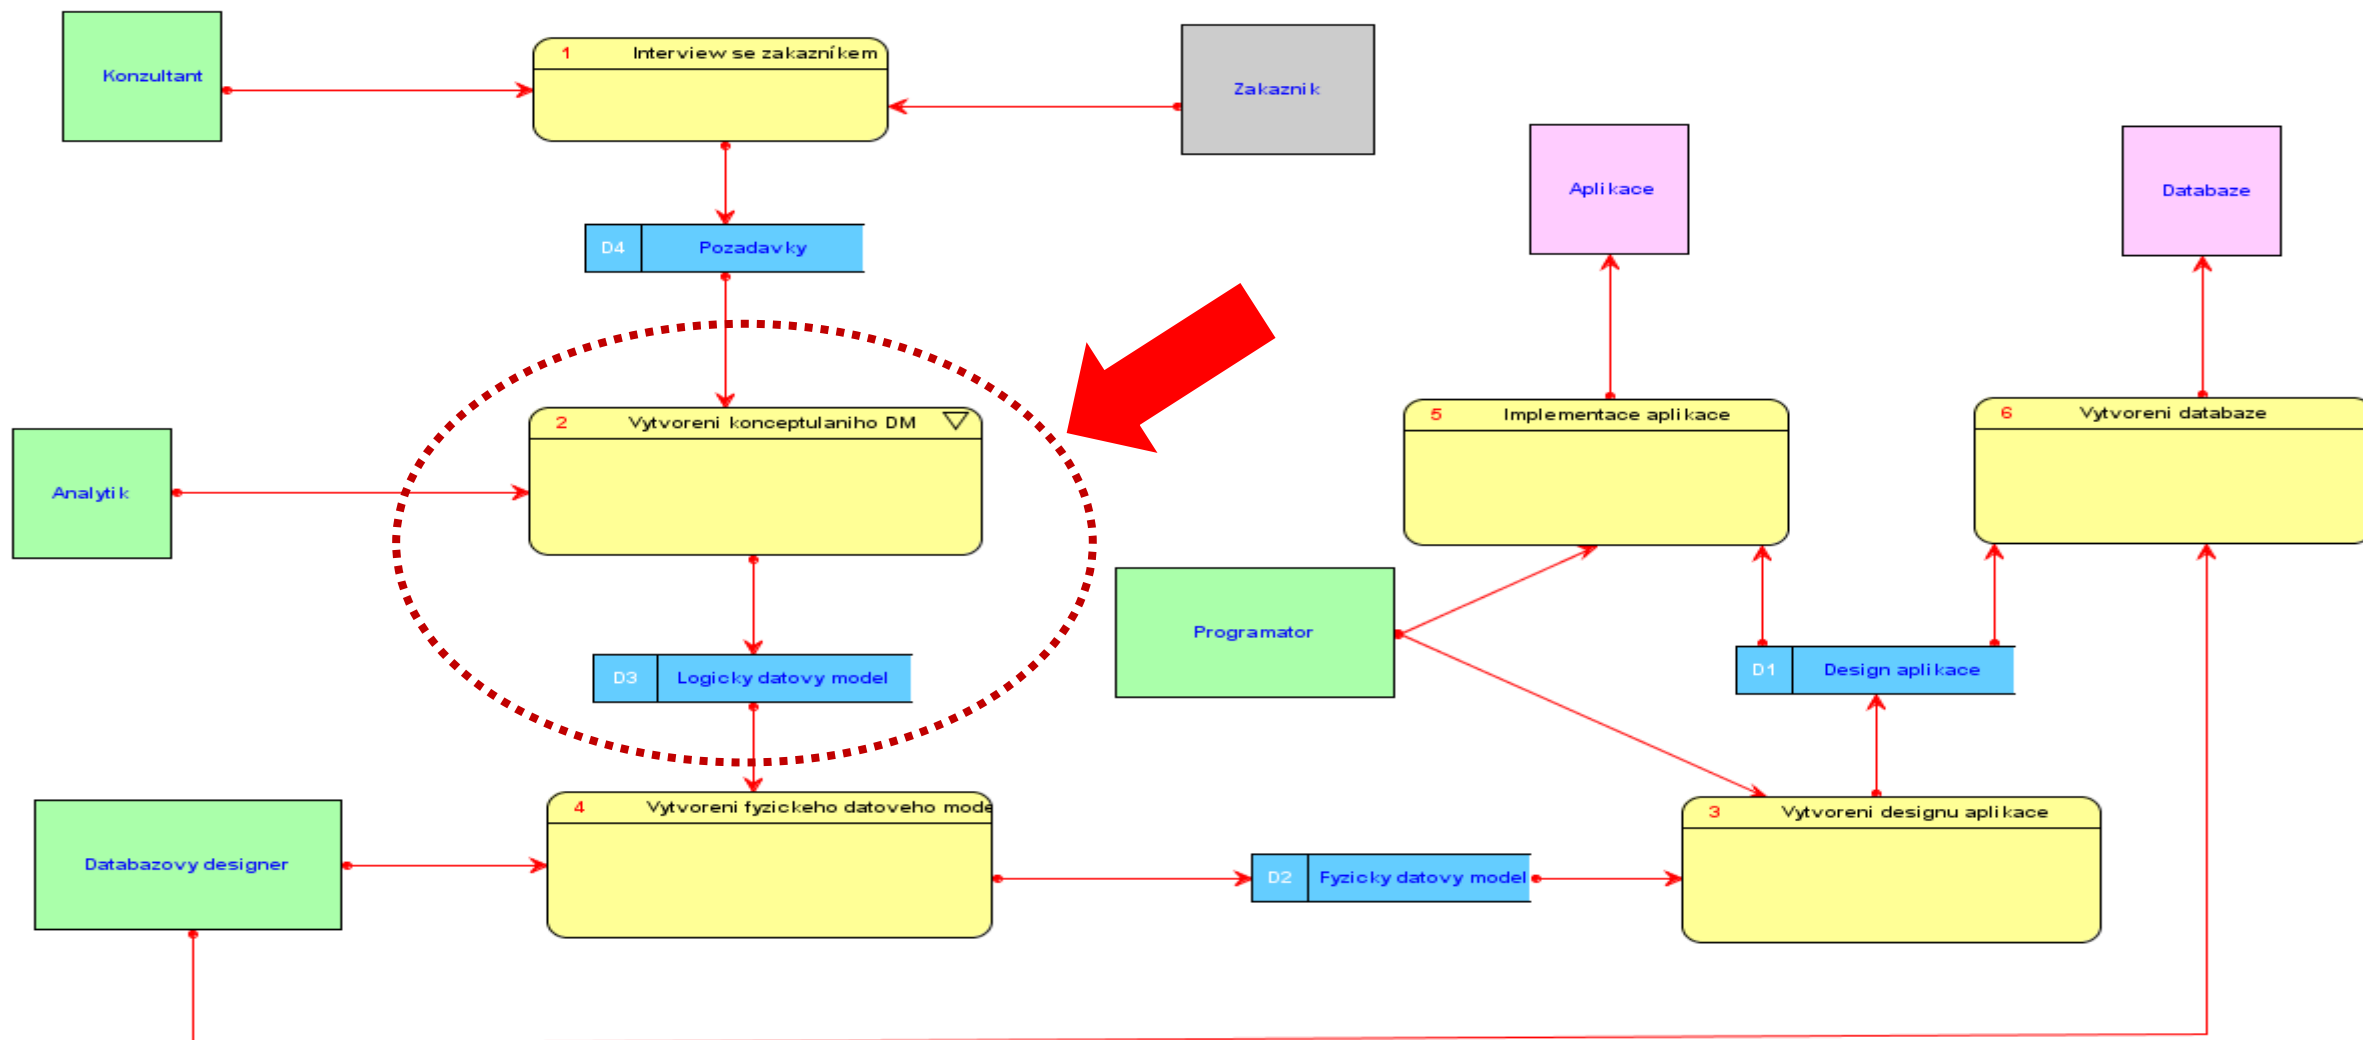 Konzultant
1 Interview se zakazníkem
Zakaznik
Aplikace
Databaze
D4 Pozadavky
2 Vytvoreni konceptulaniho DM
5 Implementace aplikace
6 Vytvoreni databaze
Analytik
Programator
D3 Logicky datovy model
D1 Design aplikace
4 Vytvoreni fyzickeho datoveho mode
3 Vytvoreni designu aplikace
Databazovy designer
D2 Fyzicky datovy model